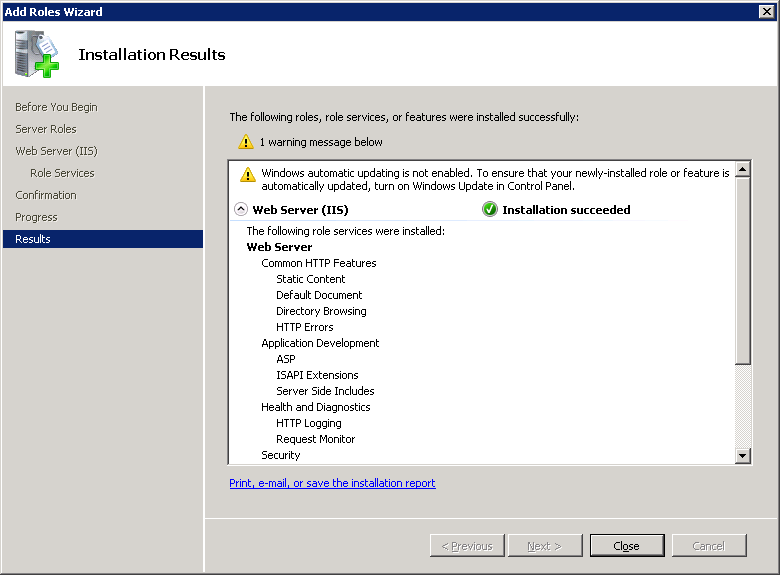 Add Roles Wizard
Installation Results
Before You Begin
Server Roles
Web Server (IIS)
Role Services
Confirmation
Progress
Results
The following roles, role services, or features were installed successfully:
1 warning message below
Windows automatic updating is not enabled. To ensure that your newly-installed role or feature is
automatically updated, turn on Windows Update in Control Panel.
Web Server (IIS) Installation succeeded
The following role services were installed:
Web Server
Common HTTP Features
Static Content
Default Document
Directory Browsing
HTTP Errors
Application Development
ASP
ISAPI Extensions
Server Side Includes
Health and Diagnostics
HTTP Logging
Request Monitor
Security
Print, e-mail, or save the installation report
< Previous Next > Close Cancel